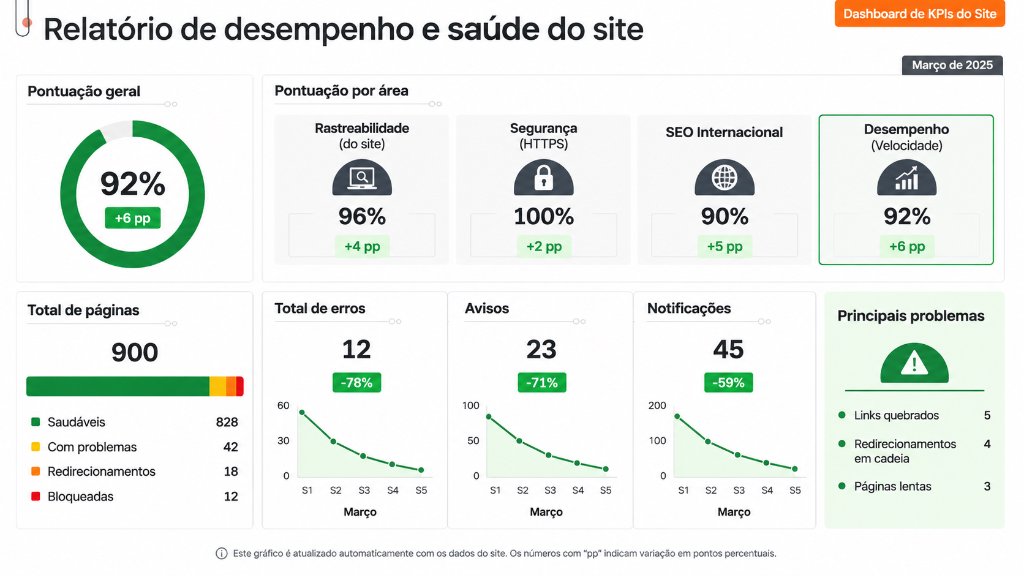 Relatório de desempenho e saúde do site
Dashboard de KPIs do Site
Março de 2025
Pontuação geral
92%
+6 pp
Pontuação por área
Rastreabilidade
(do site)
96%
+4 pp
Segurança
(HTTPS)
100%
+2 pp
SEO Internacional
90%
+5 pp
Desempenho
(Velocidade)
92%
+6 pp
Total de páginas
900
Saudáveis 828
Com problemas 42
Redirecionamentos 18
Bloqueadas 12
Total de erros
12
-78%
60
30
0
S1 S2 S3 S4 S5
Março
Avisos
23
-71%
100
50
0
S1 S2 S3 S4 S5
Março
Notificações
45
-59%
200
100
0
S1 S2 S3 S4 S5
Março
Principais problemas
Links quebrados 5
Redirecionamentos 4
em cadeia
Páginas lentas 3
Este gráfico é atualizado automaticamente com os dados do site. Os números com "pp" indicam variação em pontos percentuais.